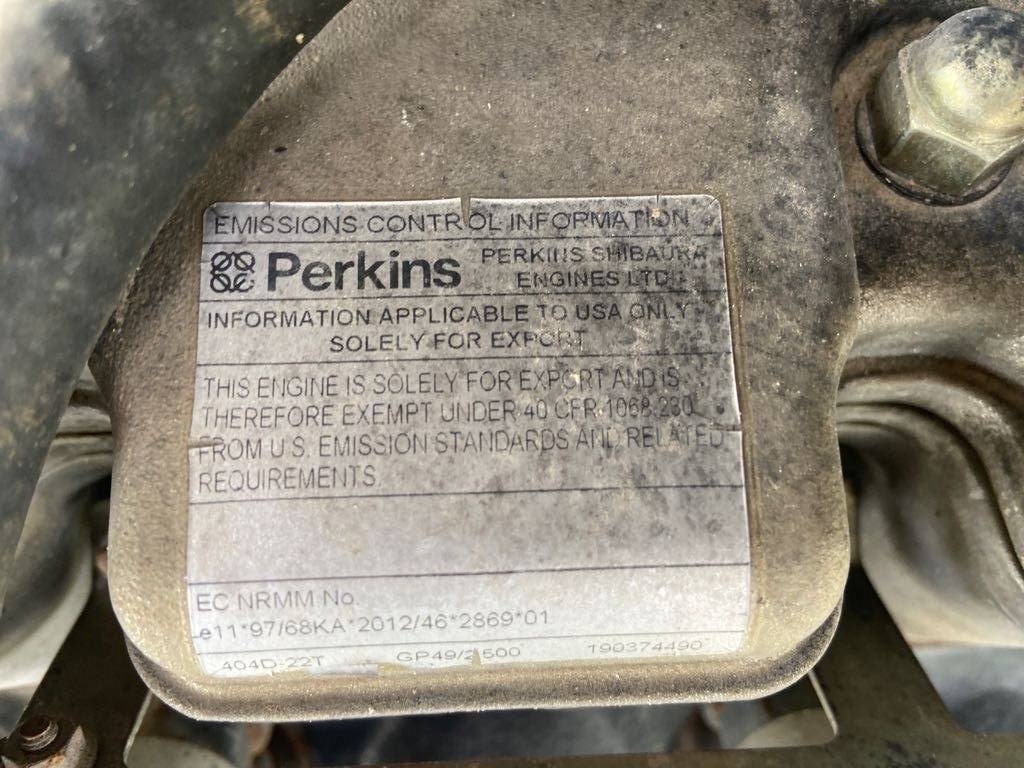 EMISSIONS CONTROL INFORMATION
Perkins
PERKINS SHIBAURA
ENGINES LTD.
INFORMATION APPLICABLE TO USA ONLY
SOLELY FOR EXPORT
THIS ENGINE IS SOLELY FOR EXPORT AND IS
THEREFORE EXEMPT UNDER 40 CFR 1068.230
FROM U.S. EMISSION STANDARDS AND RELATED
REQUIREMENTS.
EC NRMM No.
e11*97/68KA*2012/46*2869*01
404D-22T GP49/2500 190374490